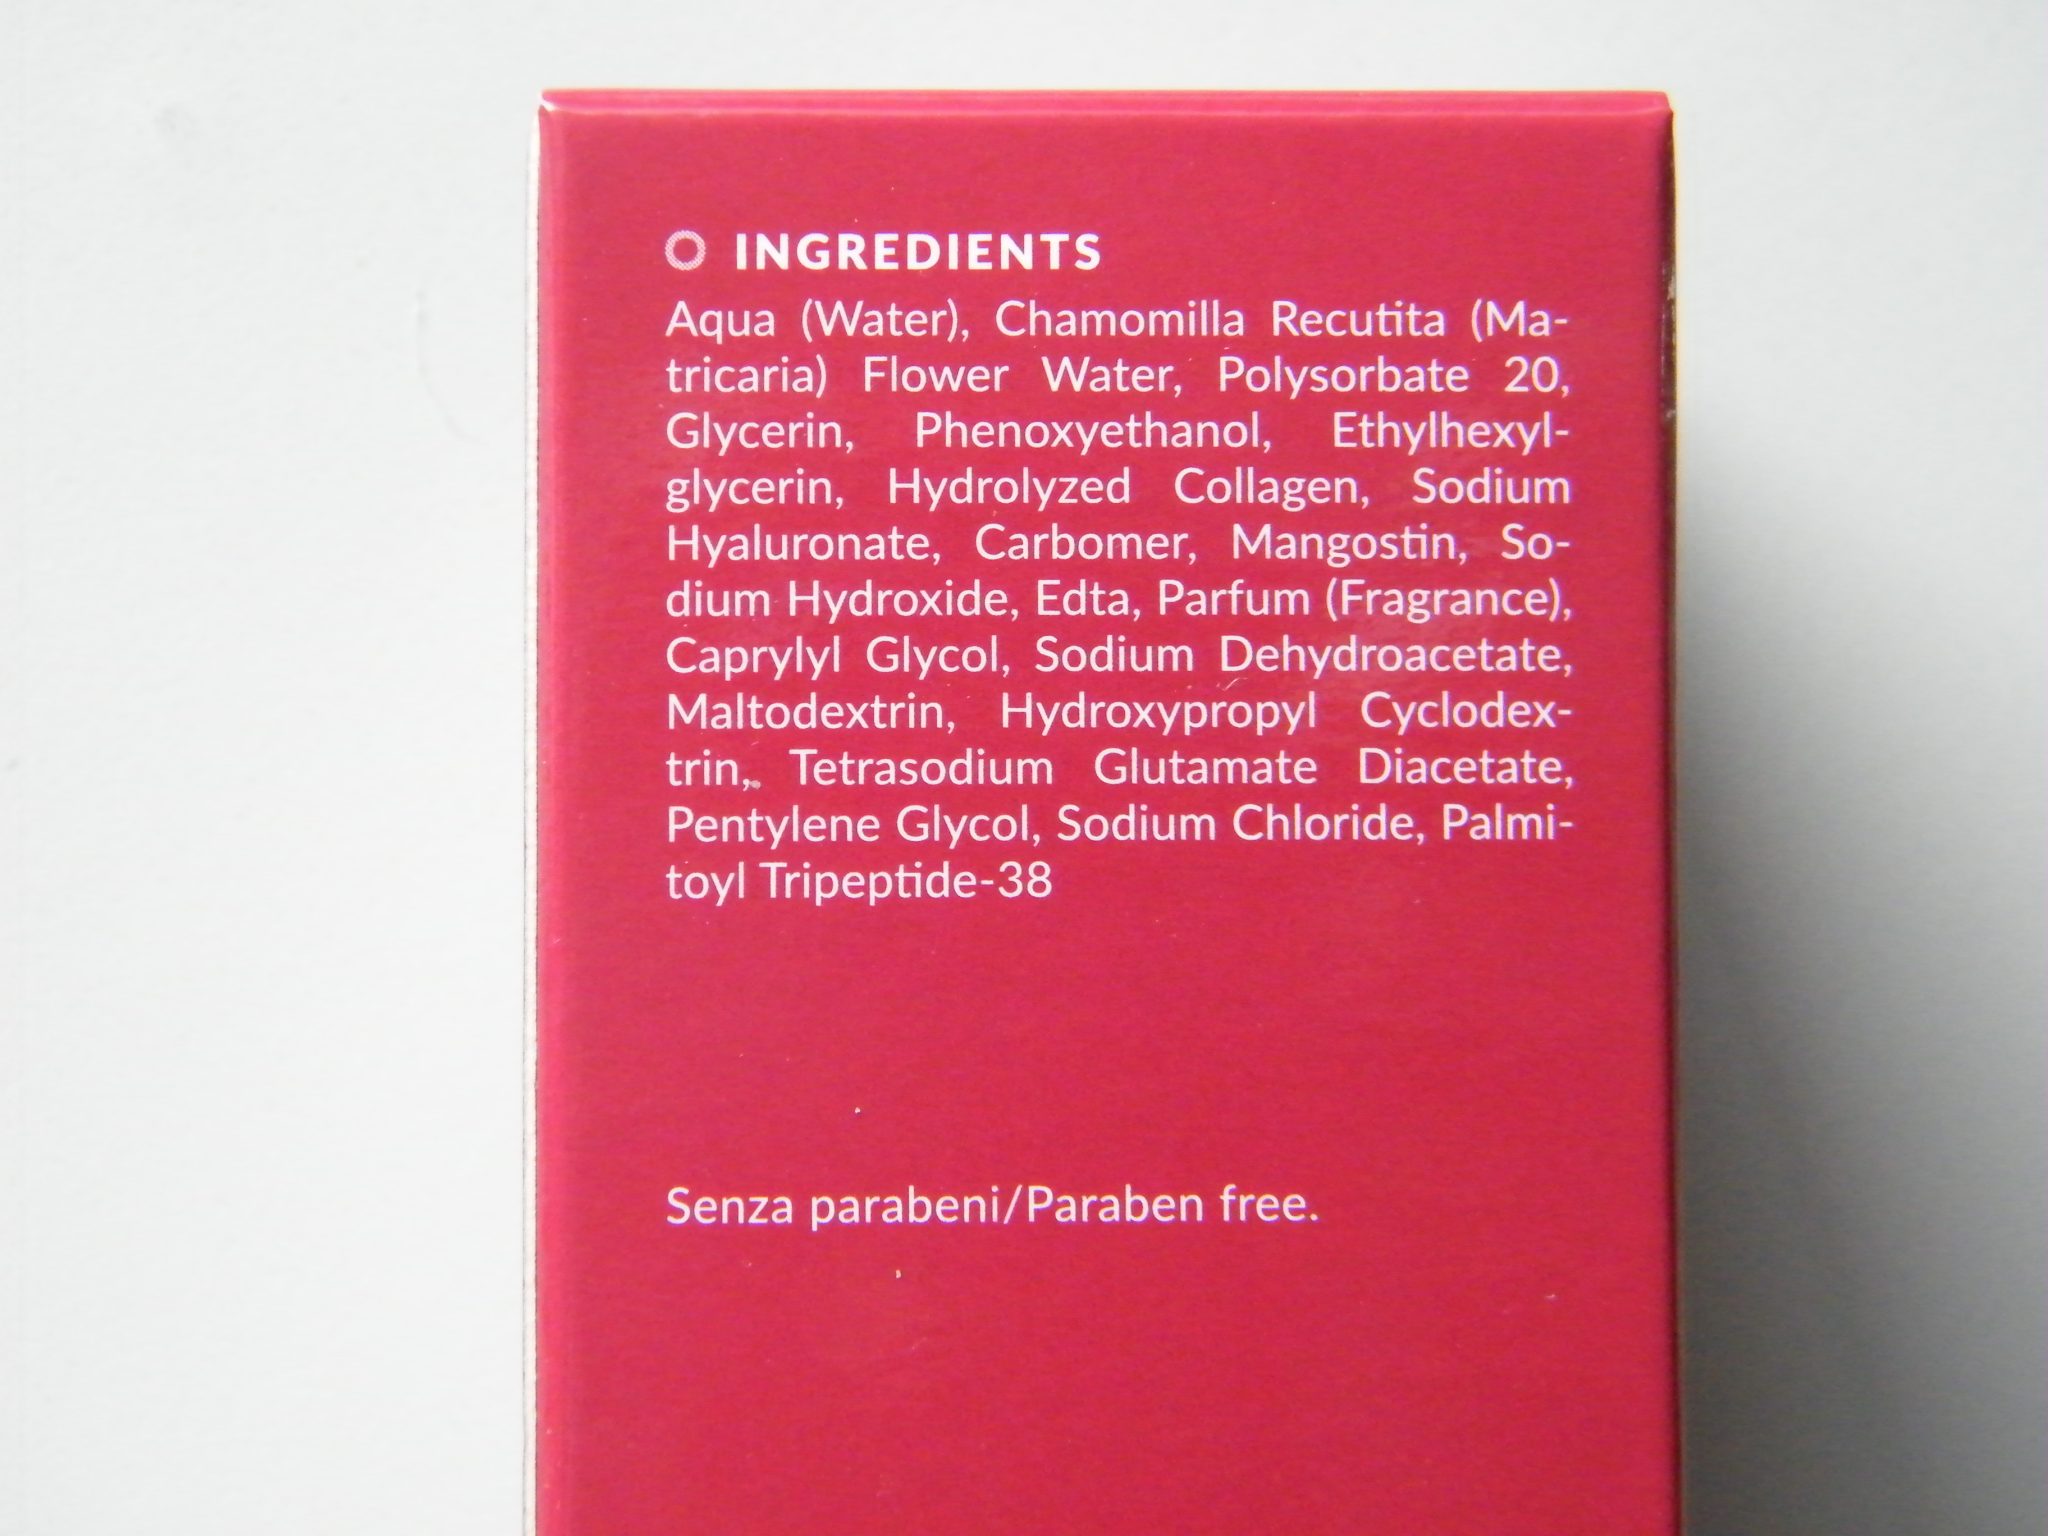 INGREDIENTS
Aqua (Water), Chamomilla Recutita (Ma-
tricaria) Flower Water, Polysorbate 20,
Glycerin, Phenoxyethanol, Ethylhexyl-
glycerin, Hydrolyzed Collagen, Sodium
Hyaluronate, Carbomer, Mangostin, So-
dium Hydroxide, Edta, Parfum (Fragrance),
Caprylyl Glycol, Sodium Dehydroacetate,
Maltodextrin, Hydroxypropyl Cyclodex-
trin, Tetrasodium Glutamate Diacetate,
Pentylene Glycol, Sodium Chloride, Palmi-
toyl Tripeptide-38
Senza parabeni/Paraben free.